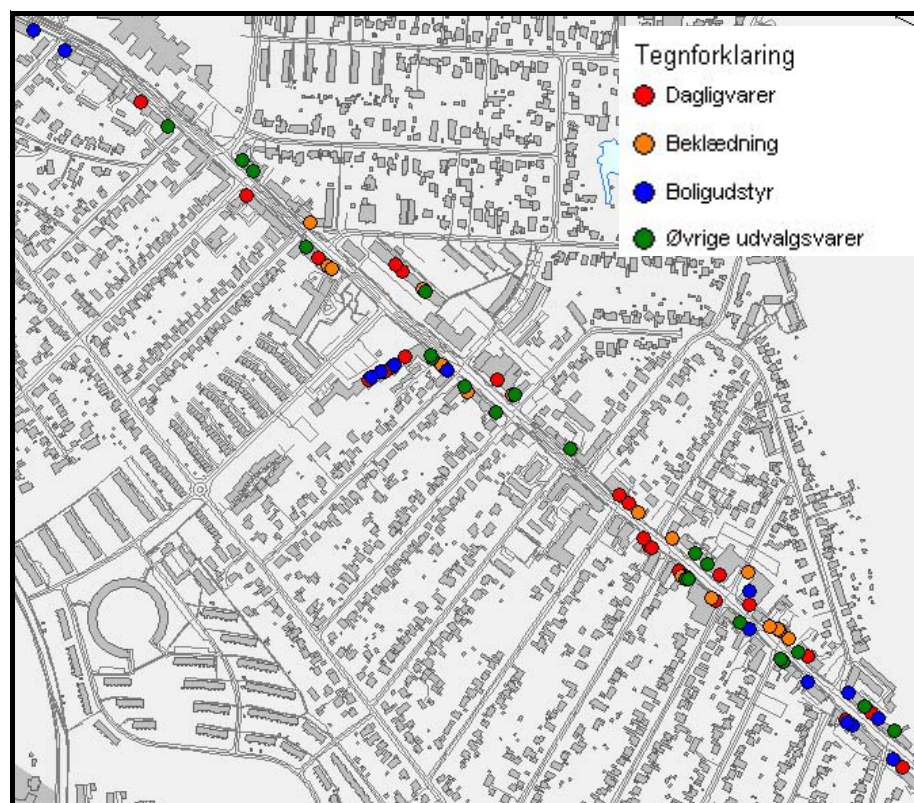 Tegnforklaring
Dagligvarer
Beklædning
Boligudstyr
Øvrige udvalgsvarer